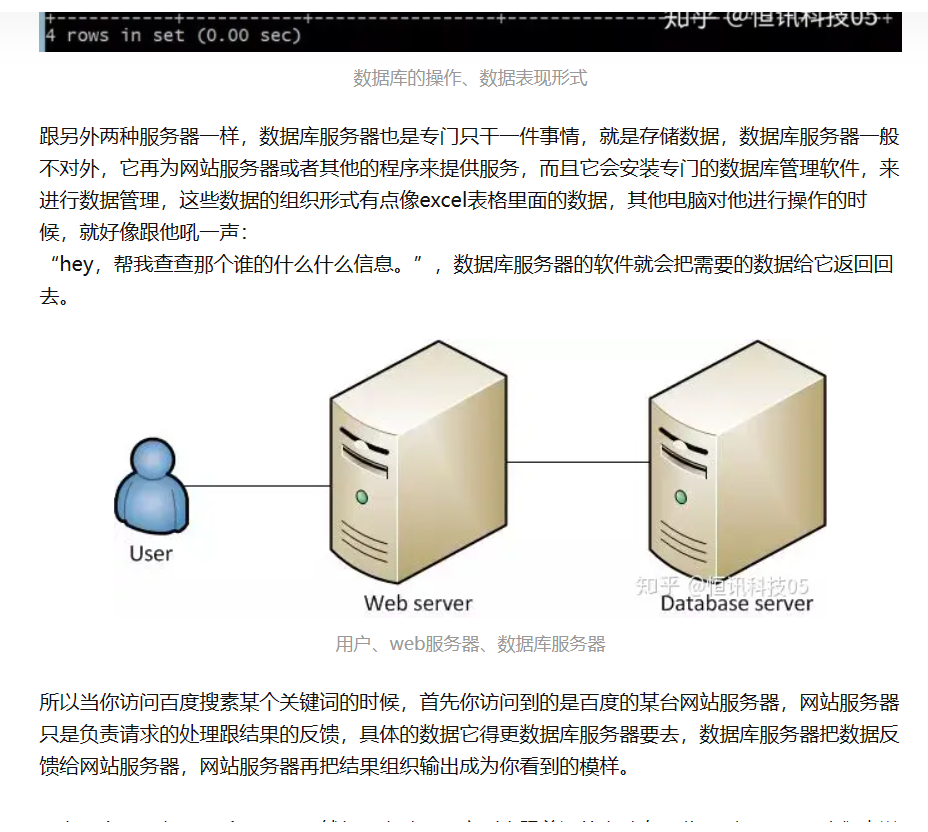 知乎 @恒讯科技05
4 rows in set (0.00 sec)
数据库的操作、数据表现形式
跟另外两种服务器一样，数据库服务器也是专门只干一件事情，就是存储数据，数据库服务器一般
不对外，它再为网站服务器或者其他的程序来提供服务，而且它会安装专门的数据库管理软件，来
进行数据管理，这些数据的组织形式有点像excel表格里面的数据，其他电脑对他进行操作的时
候，就好像跟他吼一声：
“hey，帮我查查那个谁的什么什么信息。”，数据库服务器的软件就会把需要的数据给它返回回
去。
User
知乎 @恒讯科技05
Web server
Database server
用户、web服务器、数据库服务器
所以当你访问百度搜素某个关键词的时候，首先你访问到的是百度的某台网站服务器，网站服务器
只是负责请求的处理跟结果的反馈，具体的数据它得更数据库服务器要去，数据库服务器把数据反
馈给网站服务器，网站服务器再把结果组织输出成为你看到的模样。